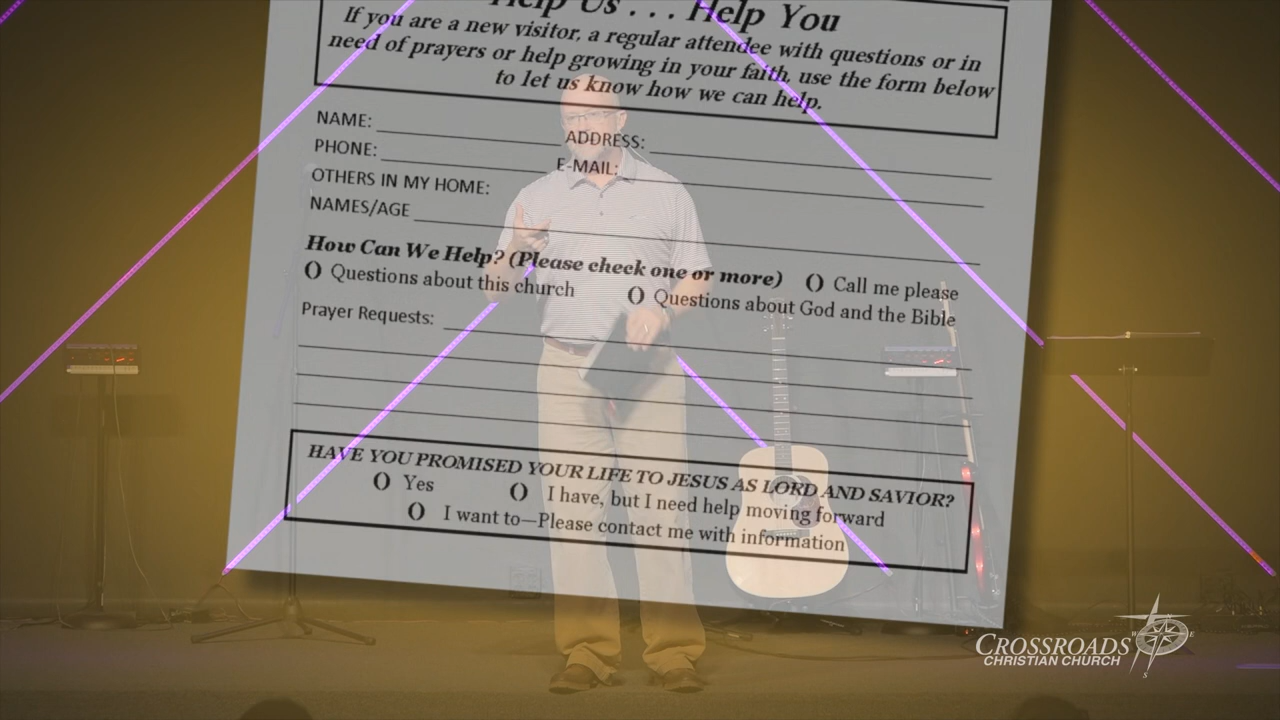 Help Us . . . Help You
If you are a new visitor, a regular attendee with questions or in
need of prayers or help growing in your faith, use the form below
to let us know how we can help.
NAME: ADDRESS:
PHONE: E-MAIL:
OTHERS IN MY HOME:
NAMES/AGE
How Can We Help? (Please check one or more) () Call me please
() Questions about this church () Questions about God and the Bible
Prayer Requests:
HAVE YOU PROMISED YOUR LIFE TO JESUS AS LORD AND SAVIOR?
() Yes () I have, but I need help moving forward
() I want to—Please contact me with information
CROSSROADS
CHRISTIAN CHURCH
W E
S